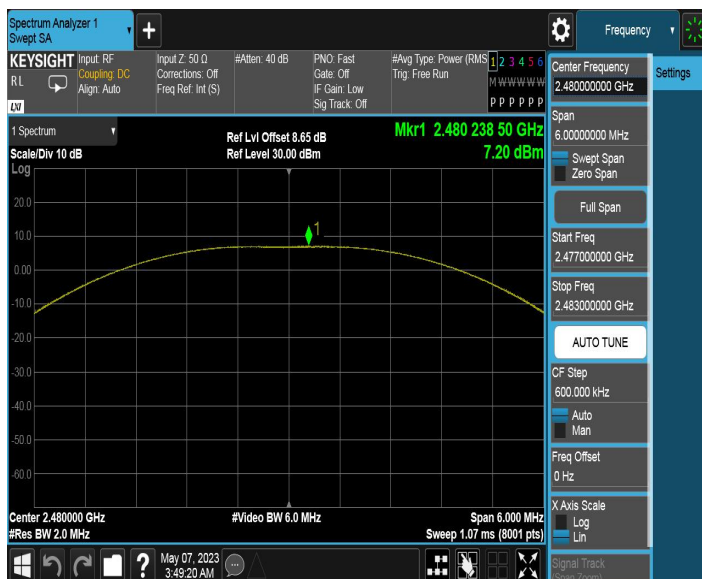 Spectrum Analyzer 1
Swept SA
+
Frequency
KEYSIGHT
RL
LXI
Input: RF
Coupling: DC
Align: Auto
Input Z: 50 Ω
Corrections: Off
Freq Ref: Int (S)
#Atten: 40 dB
PNO: Fast
Gate: Off
IF Gain: Low
Sig Track: Off
#Avg Type: Power (RMS
Trig: Free Run
1 2 3 4 5 6
M W W W W W
P P P P P P
1 Spectrum
Scale/Div 10 dB
Log
Ref Lvl Offset 8.65 dB
Ref Level 30.00 dBm
Mkr1 2.480 238 50 GHz
7.20 dBm
1
20.0
10.0
0.00
-10.0
-20.0
-30.0
-40.0
-50.0
-60.0
Center 2.48000 GHz
#Res BW 2.0 MHz
#Video BW 6.0 MHz
Span 6.000 MHz
Sweep 1.07 ms (8001 pts)
?
May 07, 2023
3:49:20 AM
Center Frequency
2.480000000 GHz
Span
6.00000000 MHz
Swept Span
Zero Span
Full Span
Start Freq
2.477000000 GHz
Stop Freq
2.483000000 GHz
AUTO TUNE
CF Step
600.000 kHz
Auto
Man
Freq Offset
0 Hz
X Axis Scale
Log
Lin
Signal Track
(Span Zoom)
Settings